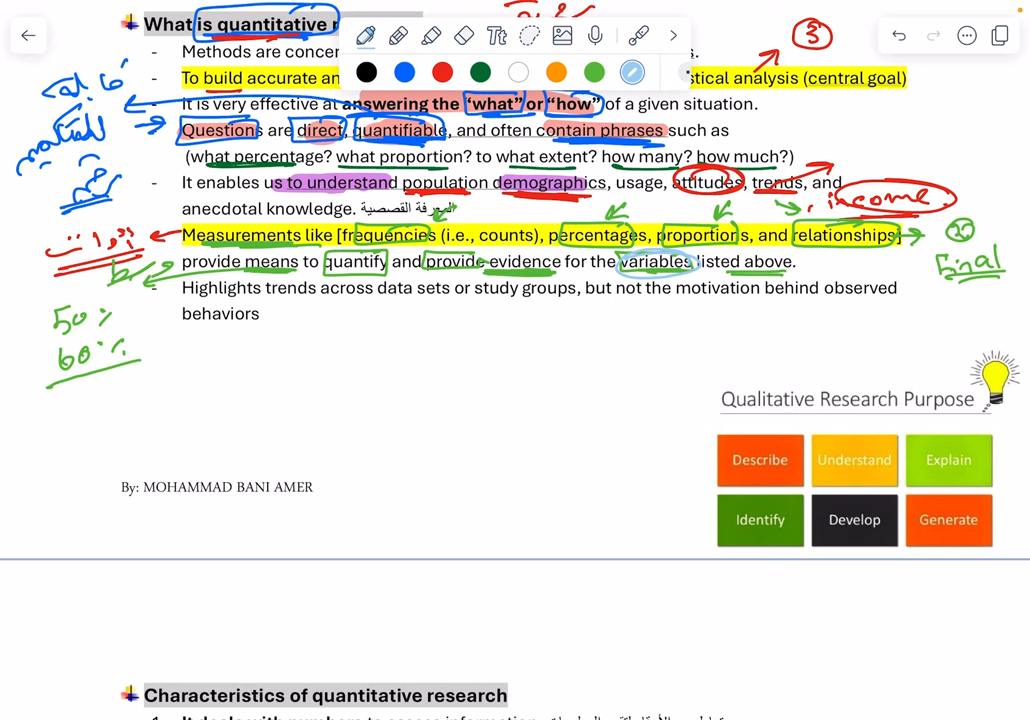 What is quantitative
3
Methods are concer
s.
To build accurate an stical analysis (central goal)
It is very effective at answering the "what" or "how" of a given situation.
Questions are direct, quantifiable, and often contain phrases such as
(what percentage? what proportion? to what extent? how many? how much?)
It enables us to understand population demographics, usage, attitudes, trends, and
income
anecdotal knowledge. المعرفة القصصية
Measurements like [frequencies (i.e., counts), percentages, proportions, and relationships]
provide means to quantify and provide evidence for the variables listed above.
Final
Highlights trends across data sets or study groups, but not the motivation behind observed
behaviors
50 %
60 %
Qualitative Research Purpose
Describe Understand Explain
Identify Develop Generate
By: MOHAMMAD BANI AMER
Characteristics of quantitative research